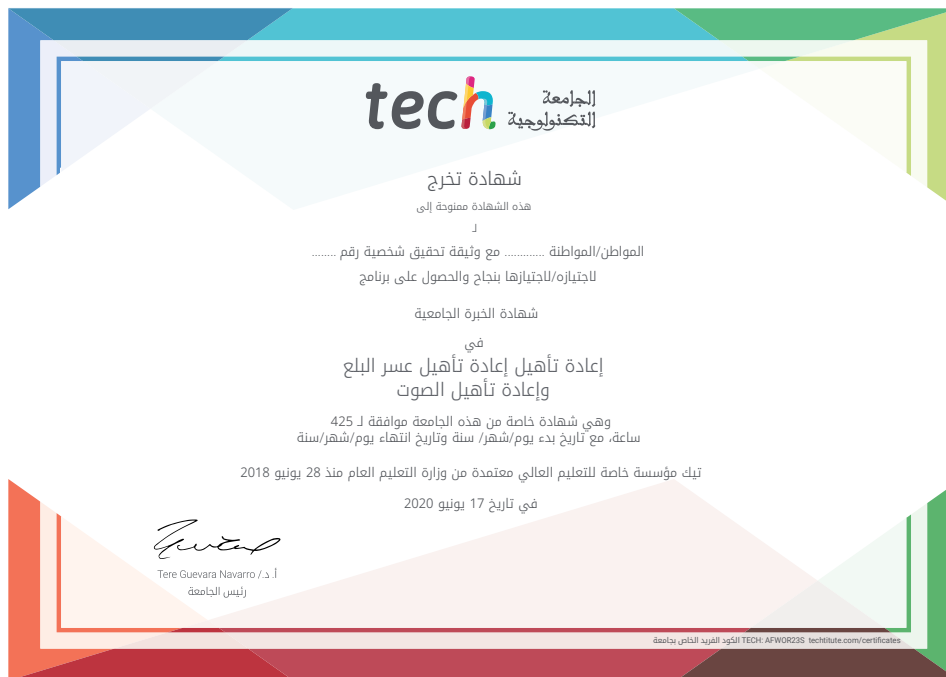 tech الجامعة
التكنولوجية
شهادة تخرج
هذه الشهادة ممنوحة إلى
لـ
المواطن/المواطنة ............. مع وثيقة تحقيق شخصية رقم ........
لاجتيازه/لاجتيازها بنجاح والحصول على برنامج
شهادة الخبرة الجامعية
في
إعادة تأهيل إعادة تأهيل عسر البلع
وإعادة تأهيل الصوت
وهي شهادة خاصة من هذه الجامعة موافقة لـ 425
ساعة، مع تاريخ بدء يوم/شهر/ سنة وتاريخ انتهاء يوم/شهر/سنة
تيك مؤسسة خاصة للتعليم العالي معتمدة من وزارة التعليم العام منذ 28 يونيو 2018
في تاريخ 17 يونيو 2020
أ. د./ Tere Guevara Navarro
رئيس الجامعة
الكود الفريد الخاص بجامعة TECH: AFWOR23S techtitute.com/certificates